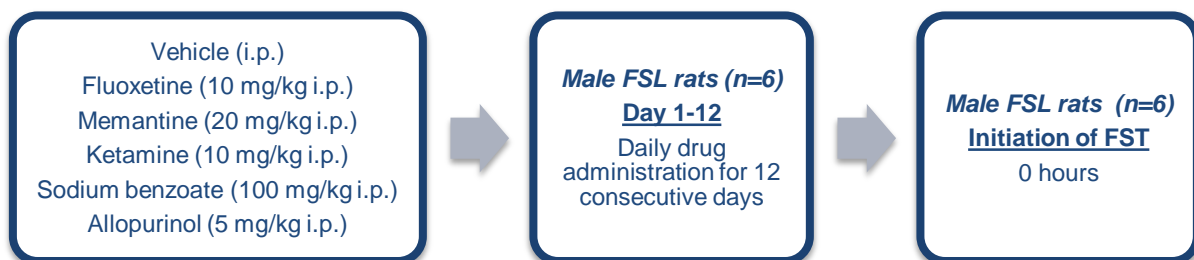 Vehicle (i.p.)
Fluoxetine (10 mg/kg i.p.)
Memantine (20 mg/kg i.p.)
Ketamine (10 mg/kg i.p.)
Sodium benzoate (100 mg/kg i.p.)
Allopurinol (5 mg/kg i.p.)
Male FSL rats (n=6)
Day 1-12
Daily drug
administration for 12
consecutive days
Male FSL rats (n=6)
Initiation of FST
0 hours